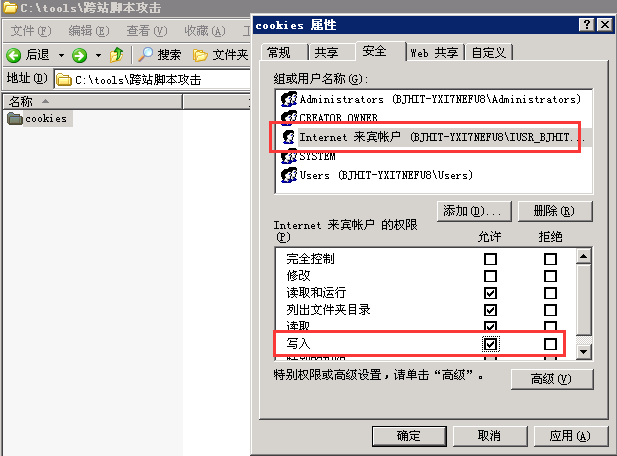 C:\tools\跨站脚本攻击
文件(F) 编辑(E) 查看(V) 收藏(A)
后退 搜索 文件夹
地址(D) C:\tools\跨站脚本攻击
名称
cookies
cookies 属性
常规 共享 安全 Web 共享 自定义
组或用户名称(G):
Administrators (BJHIT-YXI7NEFU8\Administrators)
CREATOR OWNER
Internet 来宾帐户 (BJHIT-YXI7NEFU8\IUSR_BJHIT...
SYSTEM
Users (BJHIT-YXI7NEFU8\Users)
添加(D)... 删除(R)
Internet 来宾帐户 的权限
(P) 允许 拒绝
完全控制
修改
读取和运行
列出文件夹目录
读取
写入
特别的权限
特别权限或高级设置,请单击“高级”。
高级(V)
确定 取消 应用(A)